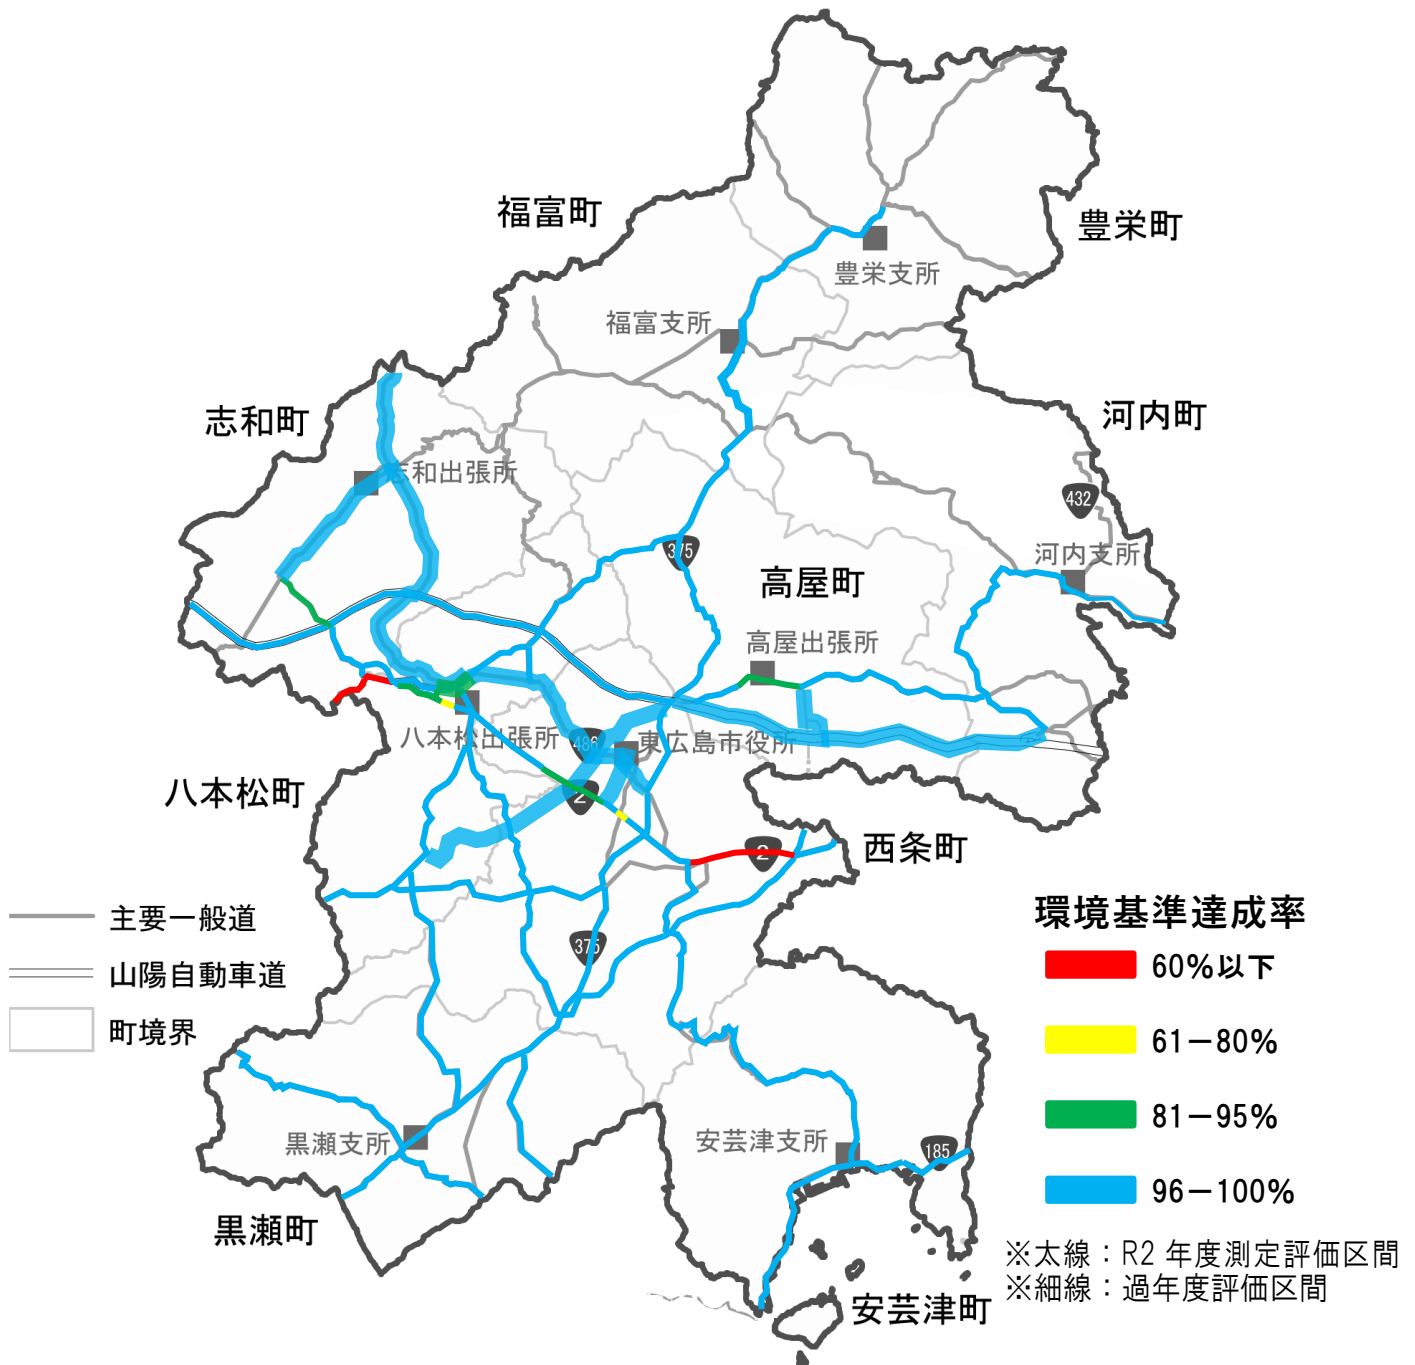 福富町
豊栄町
豊栄支所
福富支所
志和町
河内町
志和出張所
432
河内支所
375
高屋町
高屋出張所
八本松出張所
486
東広島市役所
八本松町
2
西条町
2
環境基準達成率
主要一般道
375
60%以下
山陽自動車道
町境界
61－80%
81－95%
黒瀬支所
安芸津支所
185
96－100%
黒瀬町
※太線：R2 年度測定評価区間
※細線：過年度評価区間
安芸津町